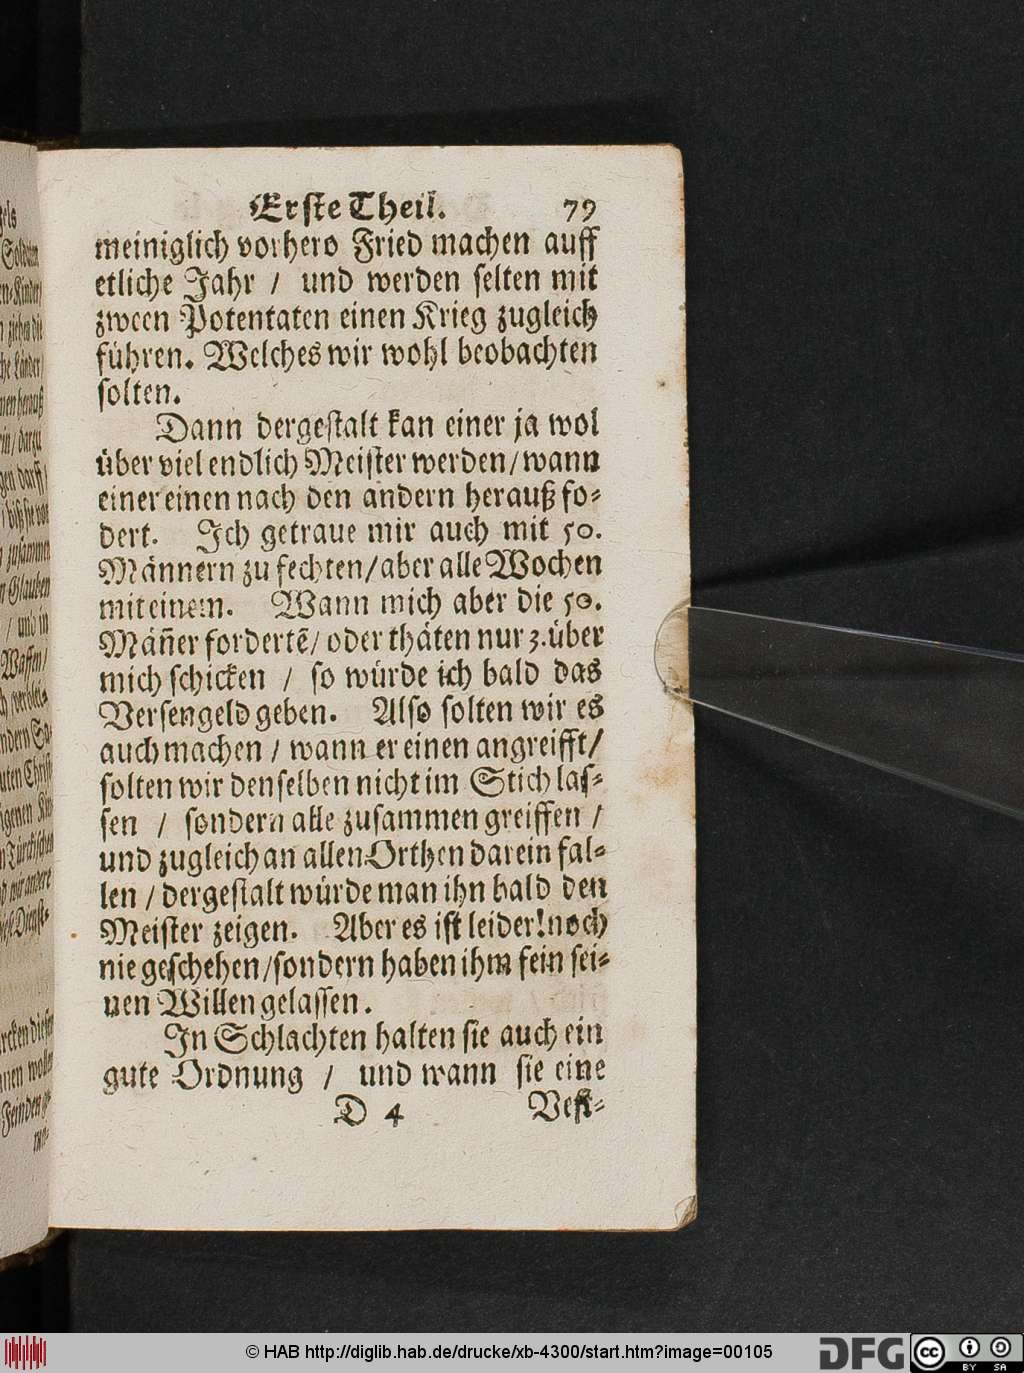 Erste Theil. 79
meiniglich vorhero Fried machen auff
etliche Jahr / und werden selten mit
zween Potentaten einen Krieg zugleich
führen. Welches wir wohl beobachten
solten.
Dann dergestalt kan einer ja wol
über viel endlich Meister werden/wann
einer einen nach den andern herauß fo-
dert. Ich getraue mir auch mit 50.
Männern zu fechten/aber alle Wochen
mit einem. Wann mich aber die 50.
Mäñer fordertē/ oder thäten nur 3. über
mich schicken / so würde ich bald das
Versengeld geben. Also solten wir es
auch machen / wann er einen angreifft/
solten wir denselben nicht im Stich las-
sen / sondern alle zusammen greiffen /
und zugleich an allen Orthen darein fal-
len / dergestalt würde man ihn bald den
Meister zeigen. Aber es ist leider! noch
nie geschehen/sondern haben ihm fein sei-
nen Willen gelassen.
In Schlachten halten sie auch ein
gute Ordnung / und wann sie eine
D 4 Vest-
© HAB http://diglib.hab.de/drucke/xb-4300/start.htm?image=00105
DFG
cc BY SA